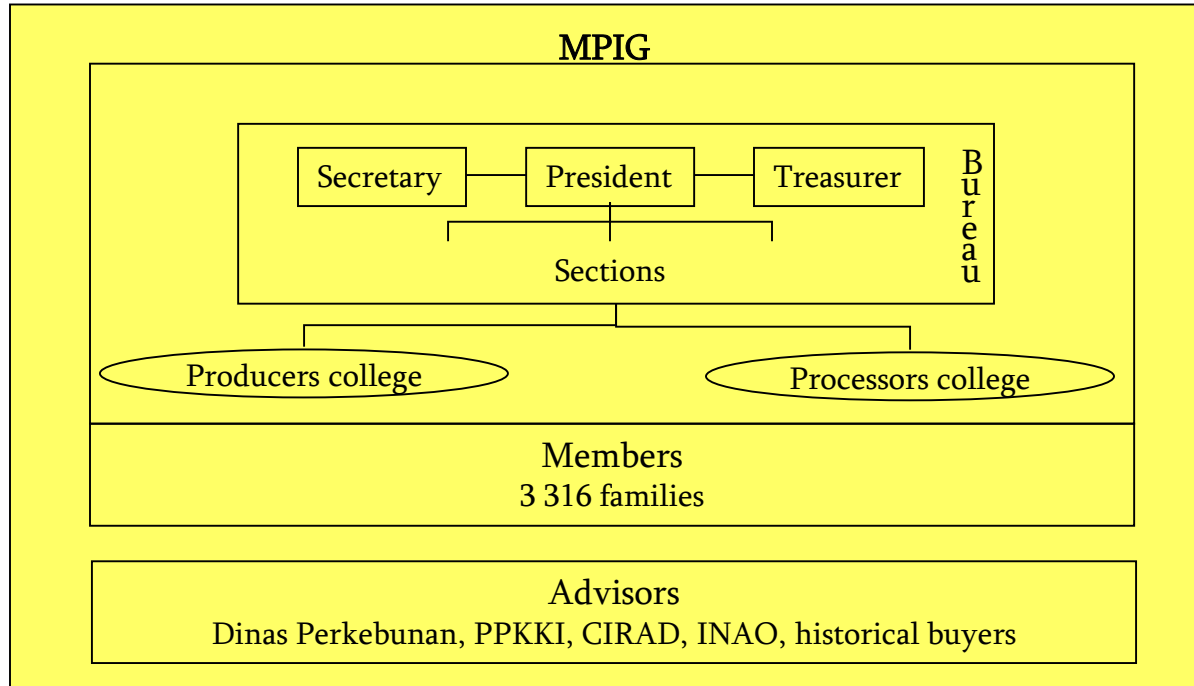 MPIG
Secretary
President
Treasurer
Bureau
Sections
Producers college
Processors college
Members
3 316 families
Advisors
Dinas Perkebunan, PPKKI, CIRAD, INAO, historical buyers